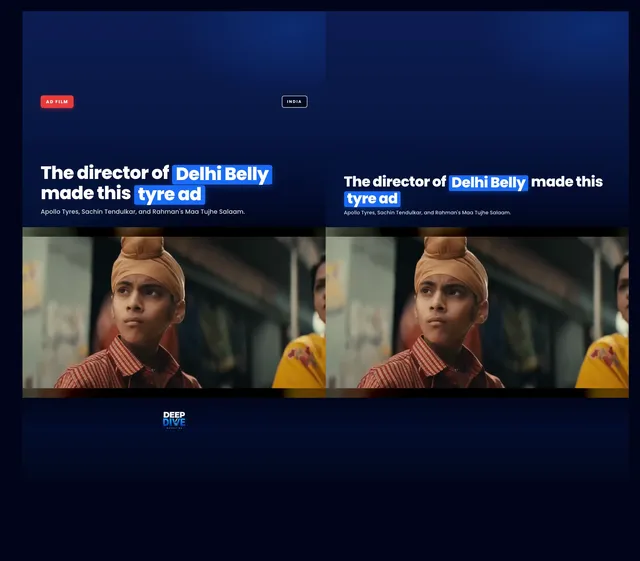 AD FILM
INDIA
The director of Delhi Belly
made this tyre ad
Apollo Tyres, Sachin Tendulkar, and Rahman's Maa Tujhe Salaam.
The director of Delhi Belly made this
tyre ad
Apollo Tyres, Sachin Tendulkar, and Rahman's Maa Tujhe Salaam.
DEEP
DIVE